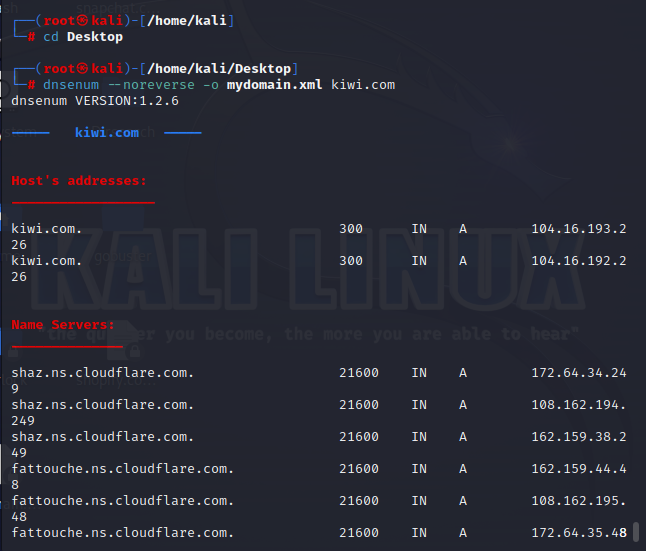 ┌──(root㉿kali)-[/home/kali]
└─# cd Desktop
┌──(root㉿kali)-[/home/kali/Desktop]
└─# dnsenum --noreverse -o mydomain.xml kiwi.com
dnsenum VERSION:1.2.6
----- kiwi.com -----
Host's addresses:
__________________
kiwi.com. 300 IN A 104.16.193.2
26
kiwi.com. 300 IN A 104.16.192.2
26
KALI LINUX
Name Servers:
"the quieter you become, the more you are able to hear"
______________
shaz.ns.cloudflare.com. 21600 IN A 172.64.34.24
9
shaz.ns.cloudflare.com. 21600 IN A 108.162.194.
249
shaz.ns.cloudflare.com. 21600 IN A 162.159.38.2
49
fattouche.ns.cloudflare.com. 21600 IN A 162.159.44.4
8
fattouche.ns.cloudflare.com. 21600 IN A 108.162.195.
48
fattouche.ns.cloudflare.com. 21600 IN A 172.64.35.48